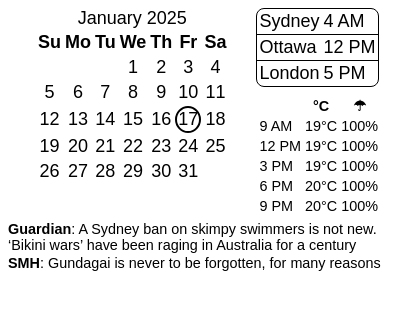 January 2025
Su Mo Tu We Th Fr Sa
1 2 3 4
5 6 7 8 9 10 11
12 13 14 15 16 17 18
19 20 21 22 23 24 25
26 27 28 29 30 31
Sydney 4 AM
Ottawa 12 PM
London 5 PM
°C ☂
9 AM 19°C 100%
12 PM 19°C 100%
3 PM 19°C 100%
6 PM 20°C 100%
9 PM 20°C 100%
Guardian: A Sydney ban on skimpy swimmers is not new.
‘Bikini wars’ have been raging in Australia for a century
SMH: Gundagai is never to be forgotten, for many reasons